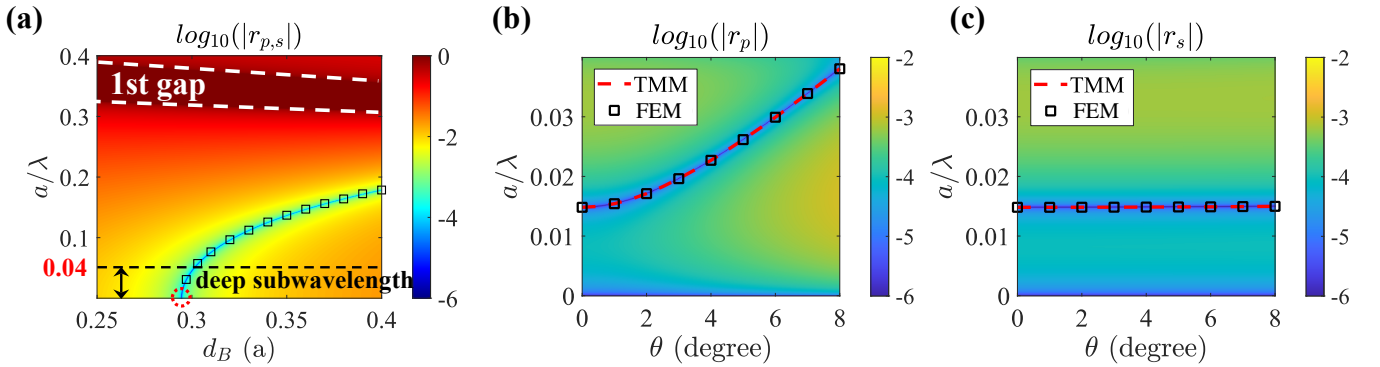 (a)
log10(|rp,s|)
0.4
0.3
0.2
0.1
0.04
a/λ
1st gap
deep subwavelength
0.25
0.3
0.35
0.4
dB (a)
0
-2
-4
-6
(b)
log10(|rp|)
TMM
FEM
0.03
0.02
0.01
0
a/λ
0
2
4
6
8
θ (degree)
-2
-3
-4
-5
-6
(c)
log10(|rs|)
TMM
FEM
0.03
0.02
0.01
0
a/λ
0
2
4
6
8
θ (degree)
-2
-3
-4
-5
-6